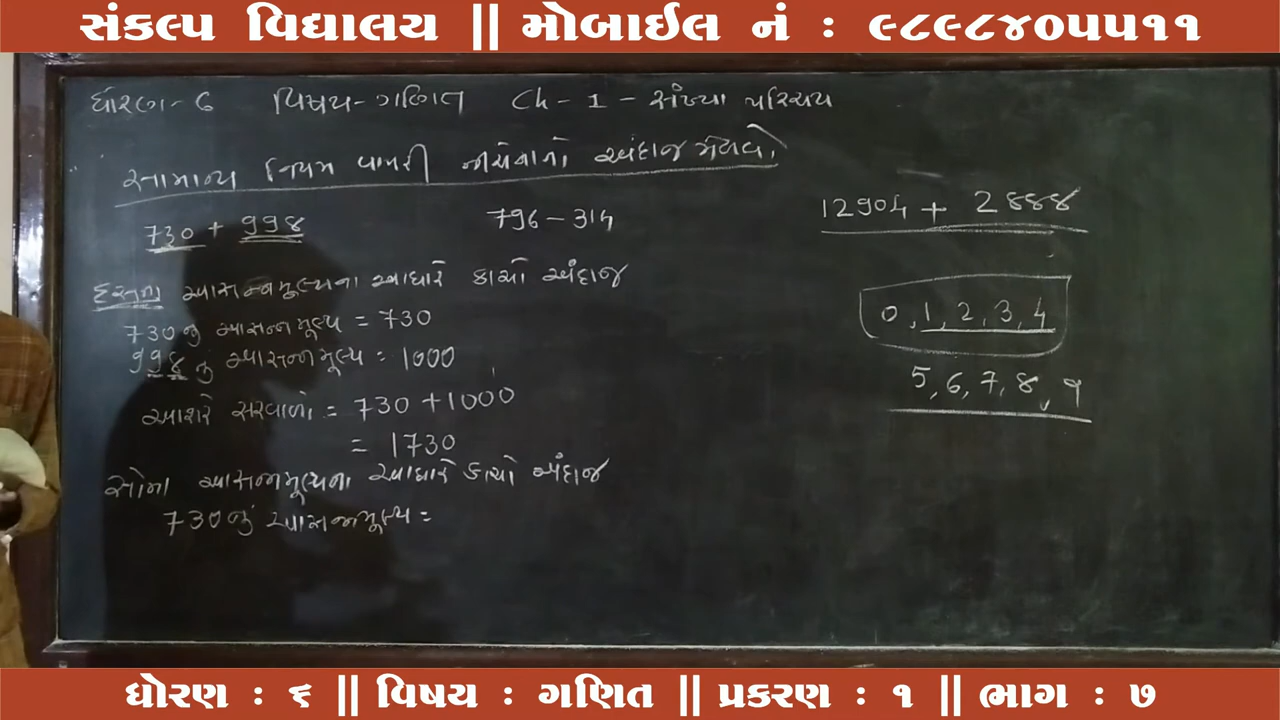 સંકલ્પ વિદ્યાલય || મોબાઈલ નં : ૯૮૯૮૪૦૫૫૧૧
ધોરણ - 6 વિષય - ગણિત Ch - 1 - સંખ્યા પરિચય
સામાન્ય નિયમ વાપરી નીચેનાનો અંદાજ મેળવો.
730 + 998
796 - 314
12904 + 2888
દસના આસન્નમૂલ્યના આધારે કાચો અંદાજ
730નું આસન્નમૂલ્ય = 730
998નું આસન્નમૂલ્ય = 1000
આશરે સરવાળો = 730 + 1000
= 1730
સોના આસન્નમૂલ્યના આધારે કાચો અંદાજ
730નું આસન્નમૂલ્ય =
0, 1, 2, 3, 4
5, 6, 7, 8, 9
ધોરણ : ૬ || વિષય : ગણિત || પ્રકરણ : ૧ || ભાગ : ૭